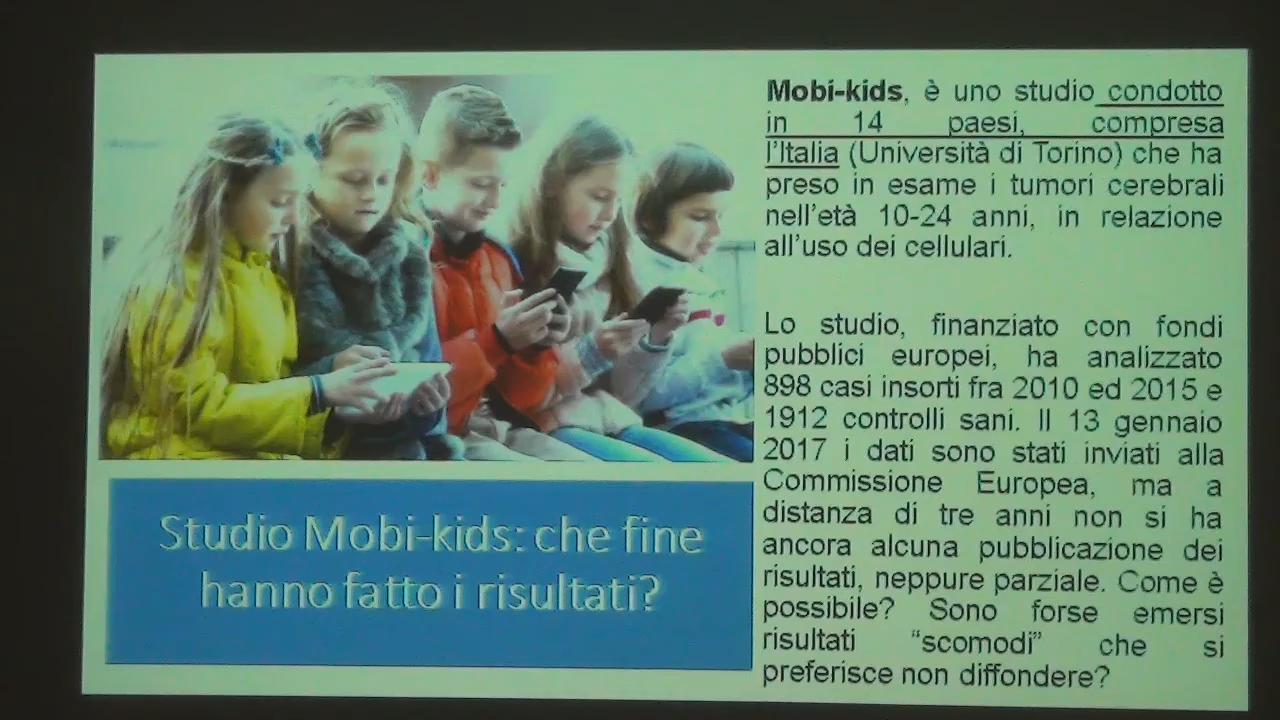 Mobi-kids, è uno studio condotto
in 14 paesi, compresa
l'Italia (Università di Torino) che ha
preso in esame i tumori cerebrali
nell'età 10-24 anni, in relazione
all'uso dei cellulari.
Lo studio, finanziato con fondi
pubblici europei, ha analizzato
898 casi insorti fra 2010 ed 2015 e
1912 controlli sani. Il 13 gennaio
2017 i dati sono stati inviati alla
Commissione Europea, ma a
distanza di tre anni non si ha
ancora alcuna pubblicazione dei
risultati, neppure parziale. Come è
possibile? Sono forse emersi
risultati “scomodi” che si
preferisce non diffondere?
Studio Mobi-kids: che fine
hanno fatto i risultati?